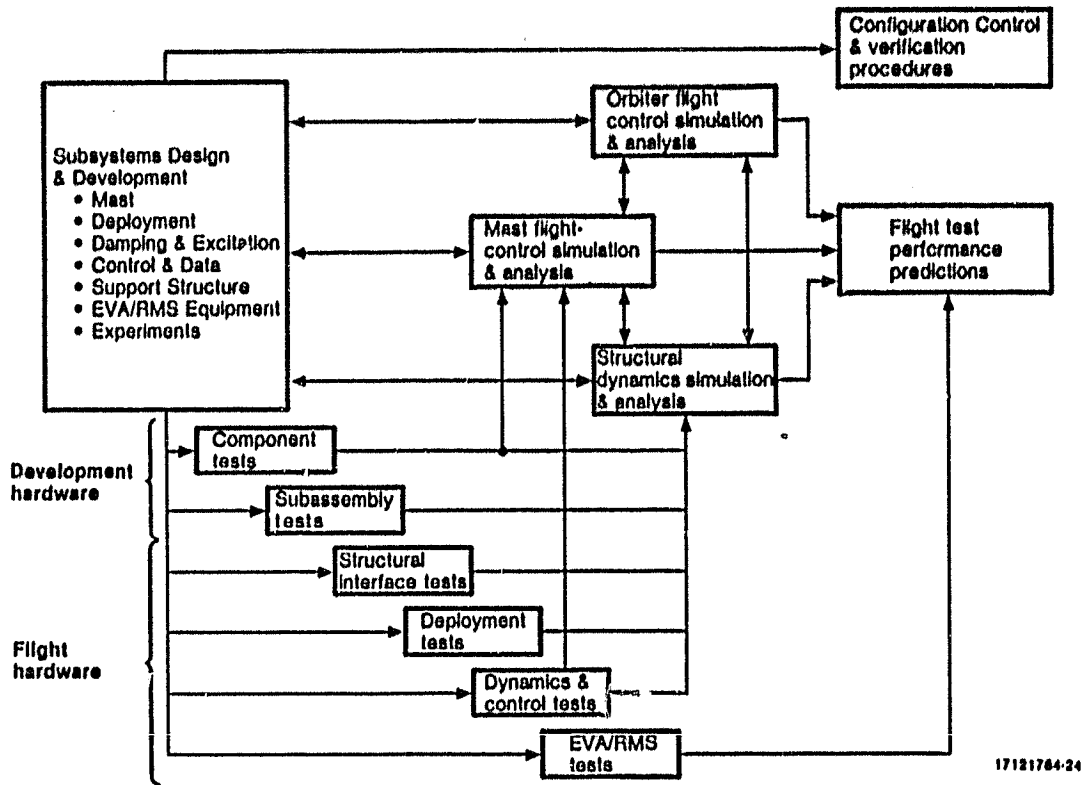 Configuration Control
& verification
procedures
Orbiter flight
control simulation
& analysis
Subsystems Design
& Development
• Mast
• Deployment
• Damping & Excitation
• Control & Data
• Support Structure
• EVA/RMS Equipment
• Experiments
Mast flight-
control simulation
& analysis
Flight test
performance
predictions
Structural
dynamics simulation
& analysis
Development
hardware
Component
tests
Subassembly
tests
Structural
interface tests
Deployment
tests
Flight
hardware
Dynamics &
control tests
EVA/RMS
tests
17121764-24